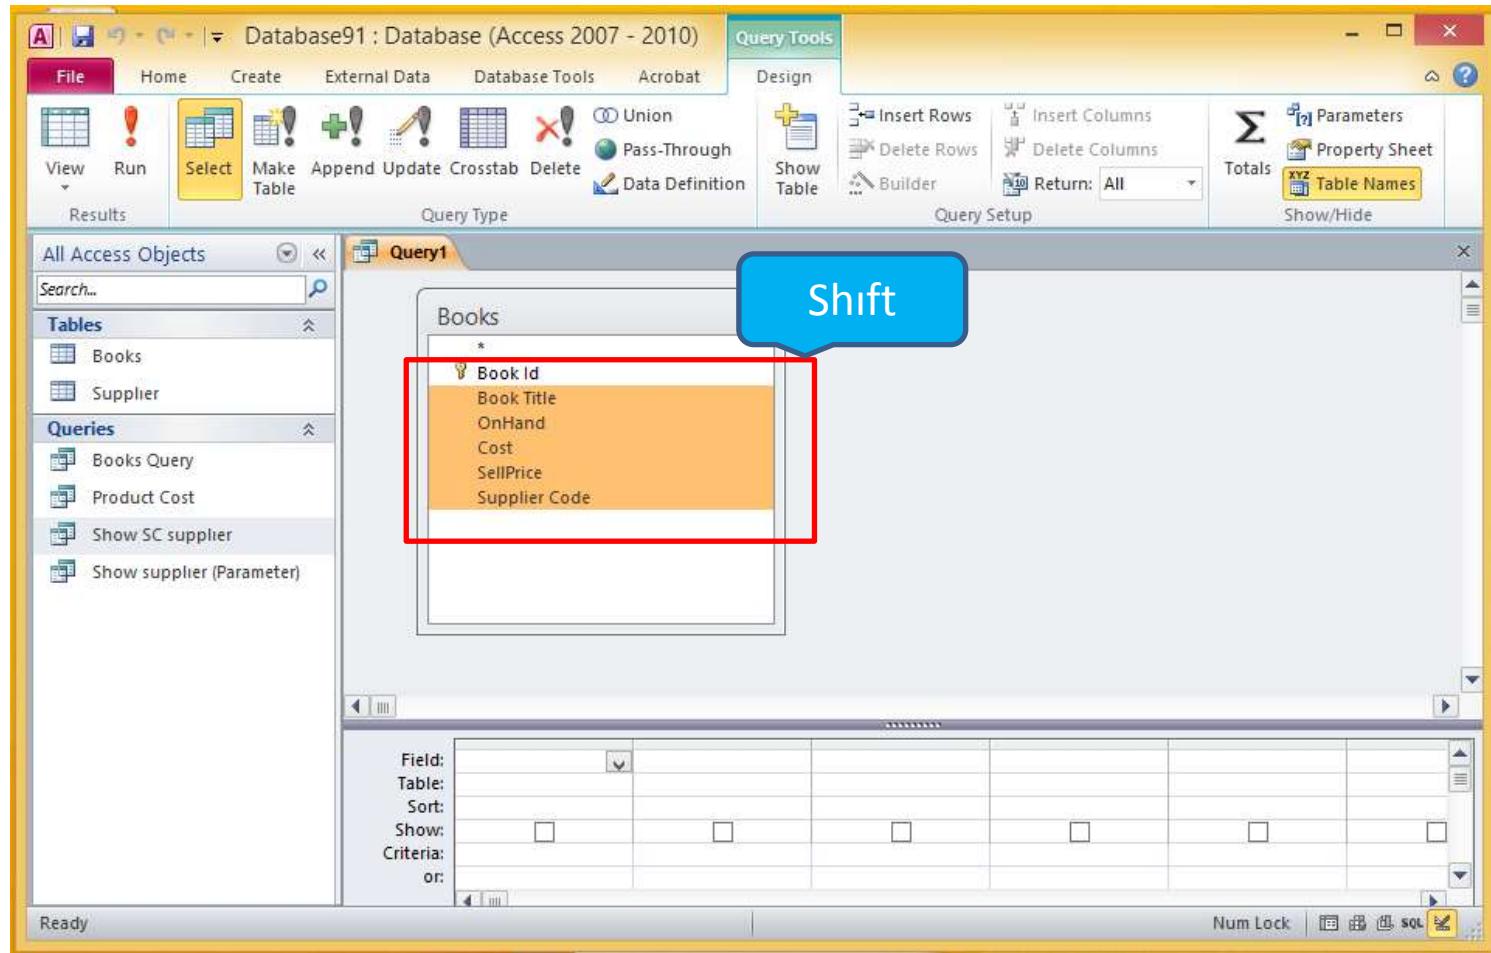 Database91 : Database (Access 2007 - 2010)
Query Tools
File Home Create External Data Database Tools Acrobat Design
View
Run
Select
Make Table
Append
Update
Crosstab
Delete
Union
Pass-Through
Data Definition
Show Table
Insert Rows
Delete Rows
Builder
Insert Columns
Delete Columns
Return: All
Totals
Parameters
Property Sheet
Table Names
Results
Query Type
Query Setup
Show/Hide
All Access Objects
Search...
Tables
Books
Supplier
Queries
Books Query
Product Cost
Show SC supplier
Show supplier (Parameter)
Query1
Shift
Books
*
Book Id
Book Title
OnHand
Cost
SellPrice
Supplier Code
Field:
Table:
Sort:
Show:
Criteria:
or:
Ready
Num Lock
SQL